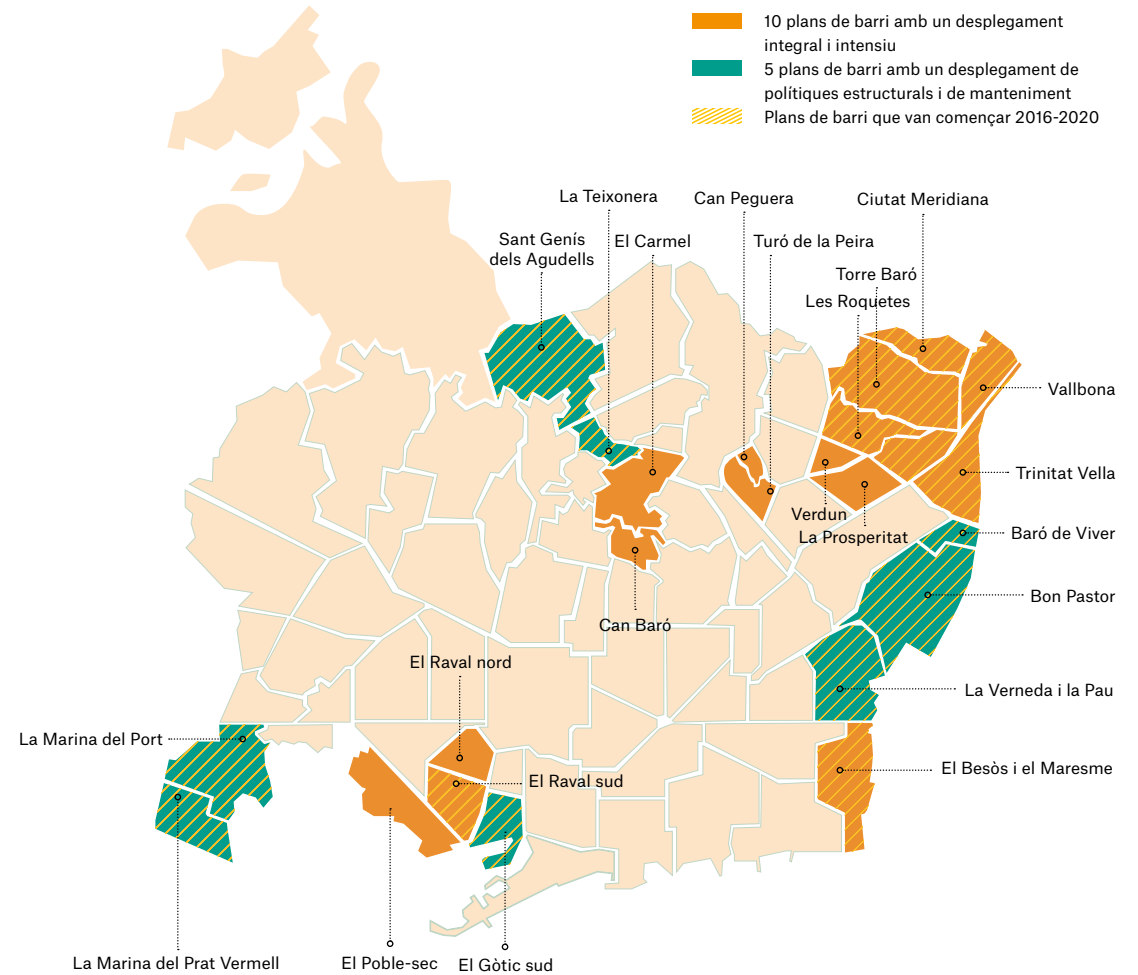 10 plans de barri amb un desplegament
integral i intensiu
5 plans de barri amb un desplegament de
polítiques estructurals i de manteniment
Plans de barri que van començar 2016-2020
La Teixonera
Can Peguera
Ciutat Meridiana
Sant Genís
dels Agudells
El Carmel
Turó de la Peira
Torre Baró
Les Roquetes
Vallbona
Trinitat Vella
Verdun
La Prosperitat
Baró de Viver
Bon Pastor
Can Baró
El Raval nord
La Verneda i la Pau
La Marina del Port
El Besòs i el Maresme
El Raval sud
La Marina del Prat Vermell
El Poble-sec
El Gòtic sud